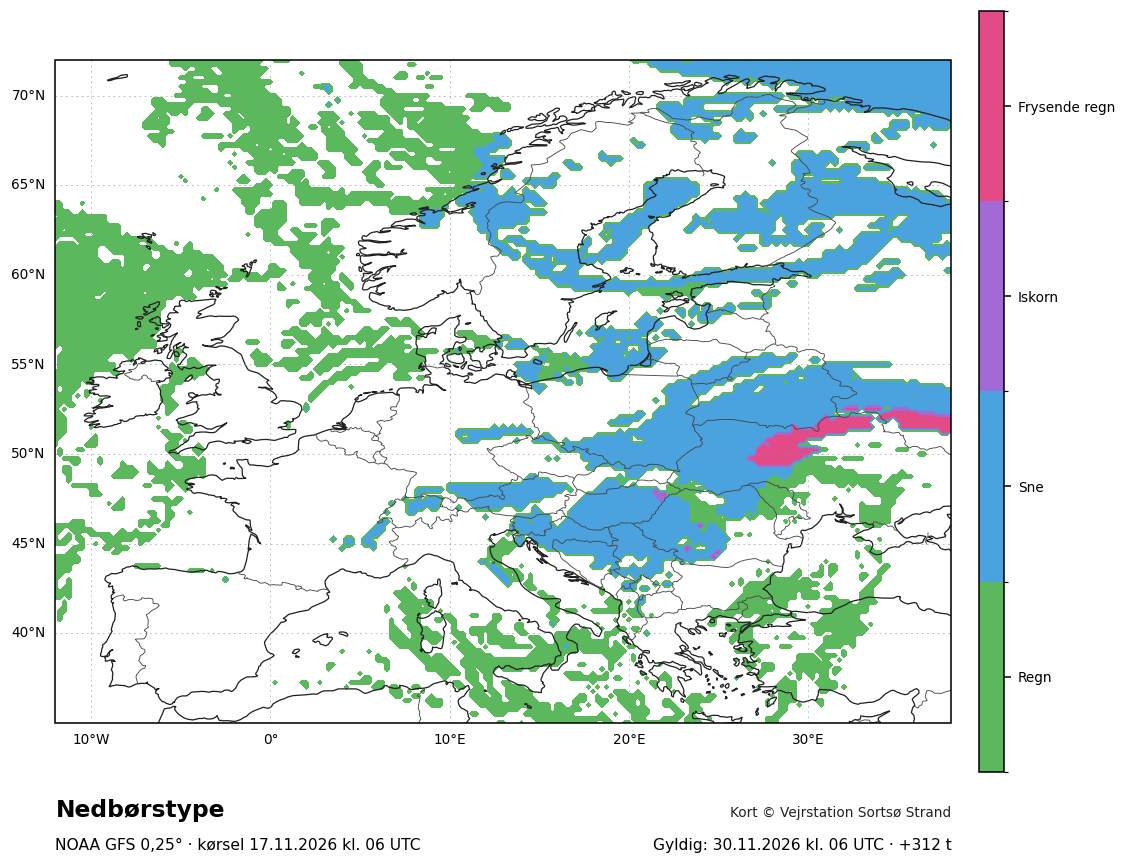 70°N
65°N
60°N
55°N
50°N
45°N
40°N
10°W
0°
10°E
20°E
30°E
Frysende regn
Iskorn
Sne
Regn
Nedbørstype
Kort © Vejrstation Sortsø Strand
NOAA GFS 0,25° · kørsel 17.11.2026 kl. 06 UTC
Gyldig: 30.11.2026 kl. 06 UTC · +312 t